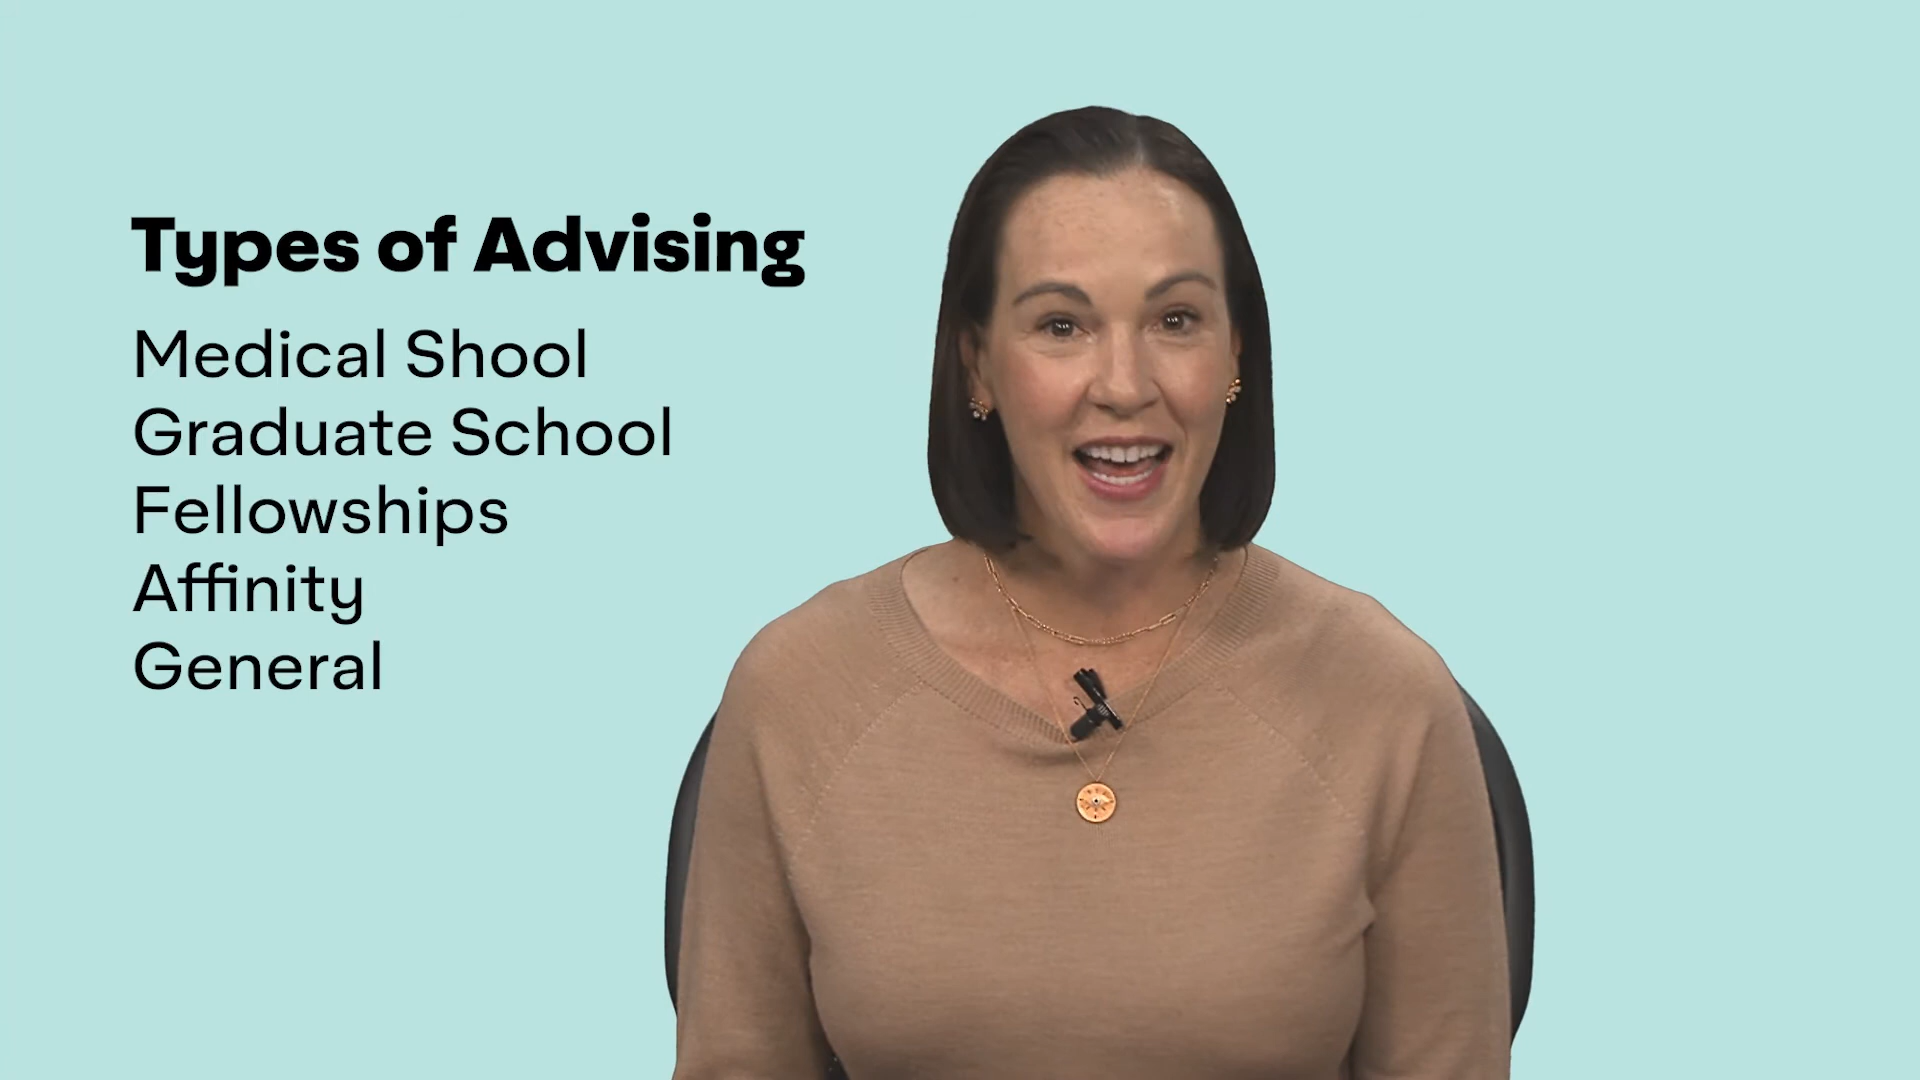 Types of Advising
Medical Shool
Graduate School
Fellowships
Affinity
General